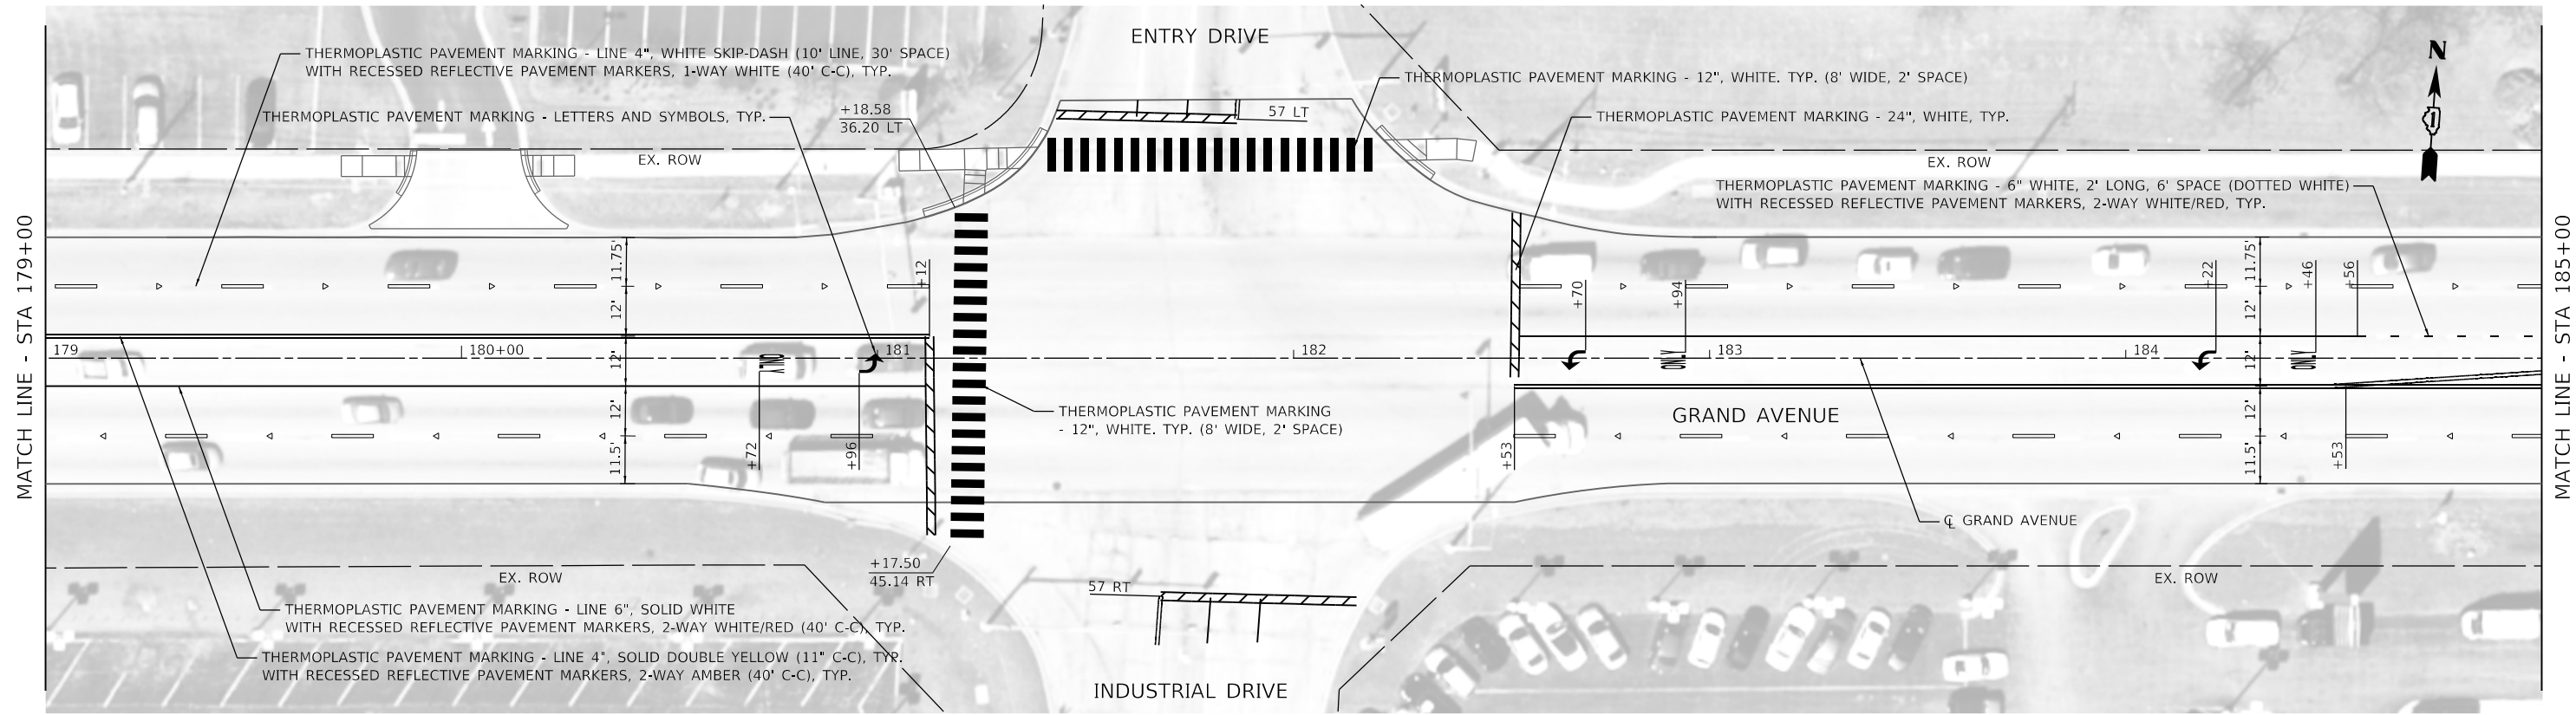 ENTRY DRIVE
N
THERMOPLASTIC PAVEMENT MARKING - LINE 4", WHITE SKIP-DASH (10' LINE, 30' SPACE)
WITH RECESSED REFLECTIVE PAVEMENT MARKERS, 1-WAY WHITE (40' C-C), TYP.
THERMOPLASTIC PAVEMENT MARKING - 12", WHITE. TYP. (8' WIDE, 2' SPACE)
THERMOPLASTIC PAVEMENT MARKING - LETTERS AND SYMBOLS, TYP.
+18.58
36.20 LT
57 LT
THERMOPLASTIC PAVEMENT MARKING - 24", WHITE, TYP.
1
EX. ROW
EX. ROW
THERMOPLASTIC PAVEMENT MARKING - 6" WHITE, 2' LONG, 6' SPACE (DOTTED WHITE)
WITH RECESSED REFLECTIVE PAVEMENT MARKERS, 2-WAY WHITE/RED, TYP.
MATCH LINE - STA 179+00
MATCH LINE - STA 185+00
11.75'
12'
12'
12'
11.5'
+12
+70
+94
+22
11.75'
12'
12'
12'
11.5'
+46
+56
179
180+00
ONLY
181
182
ONLY
183
184
ONLY
+72
+96
THERMOPLASTIC PAVEMENT MARKING
- 12", WHITE. TYP. (8' WIDE, 2' SPACE)
GRAND AVENUE
+53
+53
℄ GRAND AVENUE
+17.50
45.14 RT
EX. ROW
EX. ROW
57 RT
THERMOPLASTIC PAVEMENT MARKING - LINE 6", SOLID WHITE
WITH RECESSED REFLECTIVE PAVEMENT MARKERS, 2-WAY WHITE/RED (40' C-C), TYP.
THERMOPLASTIC PAVEMENT MARKING - LINE 4", SOLID DOUBLE YELLOW (11" C-C), TYP.
WITH RECESSED REFLECTIVE PAVEMENT MARKERS, 2-WAY AMBER (40' C-C), TYP.
INDUSTRIAL DRIVE